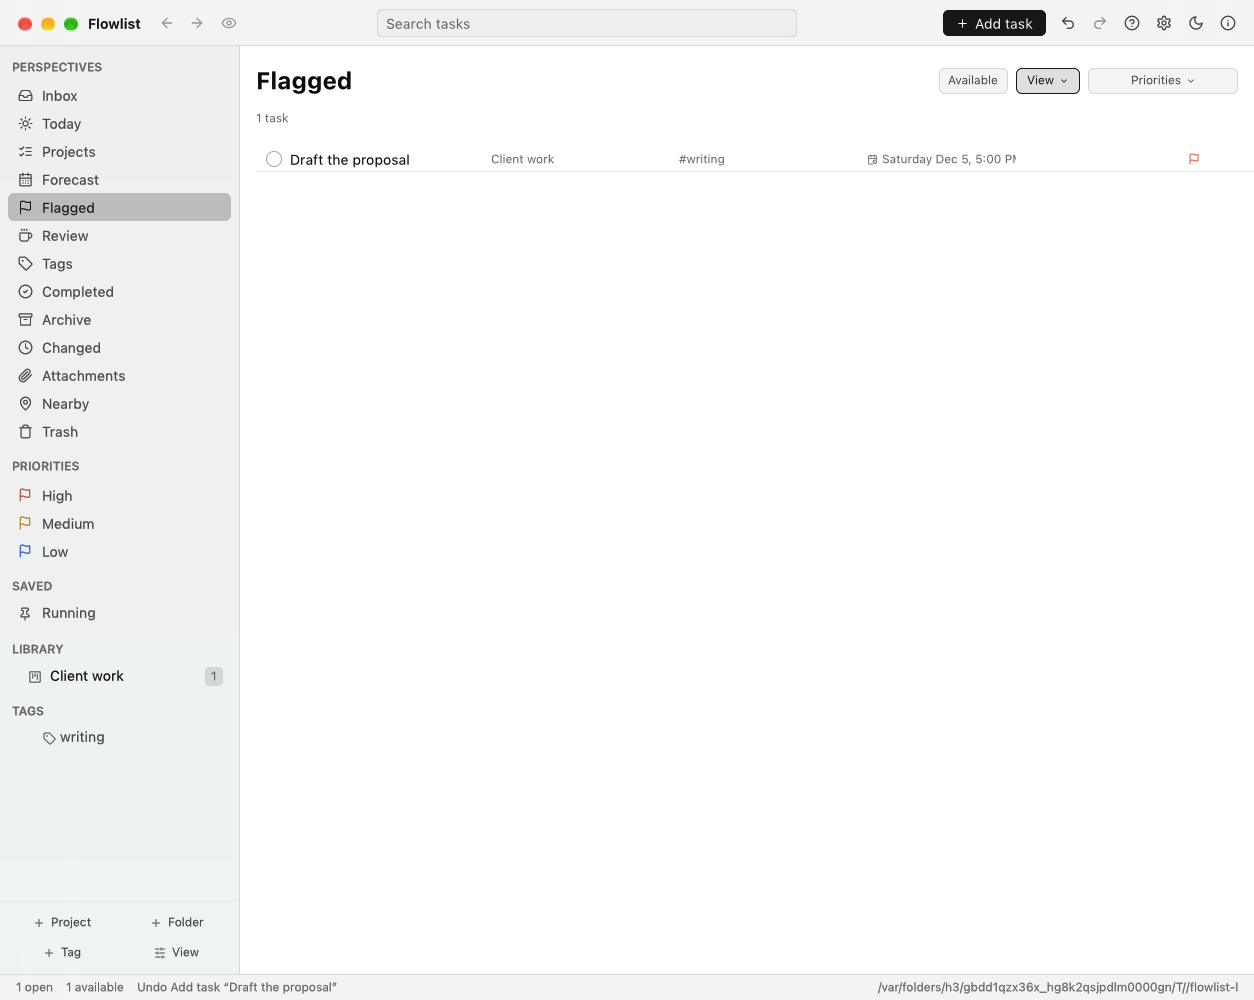 Flowlist
Search tasks
+ Add task
PERSPECTIVES
Inbox
Today
Projects
Forecast
Flagged
Review
Tags
Completed
Archive
Changed
Attachments
Nearby
Trash
PRIORITIES
High
Medium
Low
SAVED
Running
LIBRARY
Client work 1
TAGS
writing
+ Project + Folder
+ Tag View
Flagged
Available View Priorities
1 task
Draft the proposal Client work #writing Saturday Dec 5, 5:00 PM
1 open 1 available Undo Add task “Draft the proposal” /var/folders/h3/gbdd1qzx36x_hg8k2qsjpdlm0000gn/T//flowlist-l